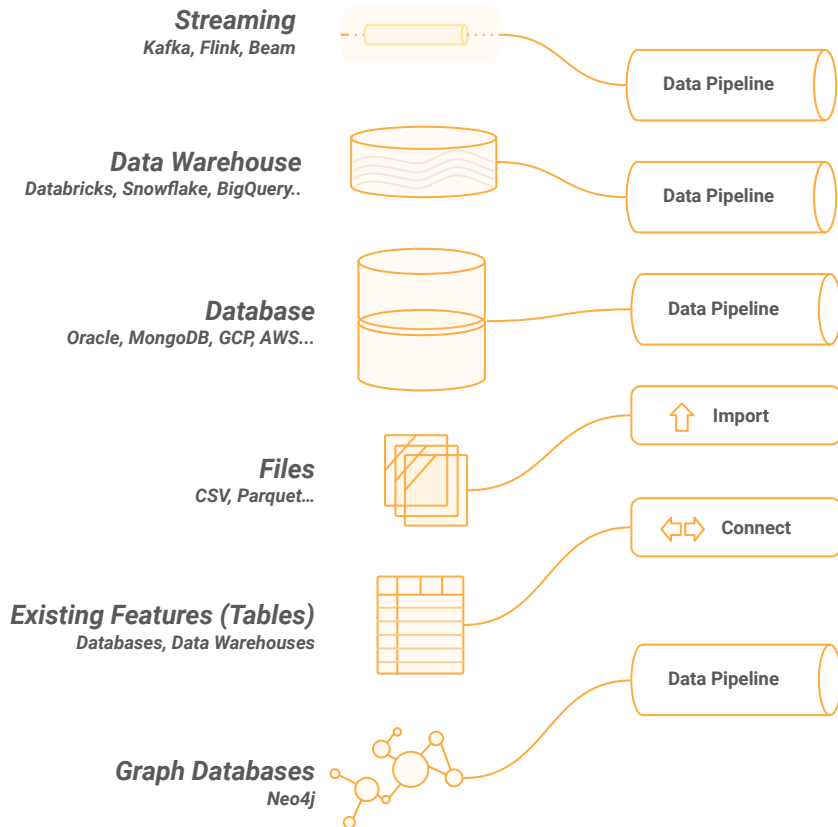 Streaming
Kafka, Flink, Beam
Data Pipeline
Data Warehouse
Databricks, Snowflake, BigQuery..
Data Pipeline
Database
Oracle, MongoDB, GCP, AWS...
Data Pipeline
Files
CSV, Parquet…
Import
Existing Features (Tables)
Databases, Data Warehouses
Connect
Graph Databases
Neo4j
Data Pipeline